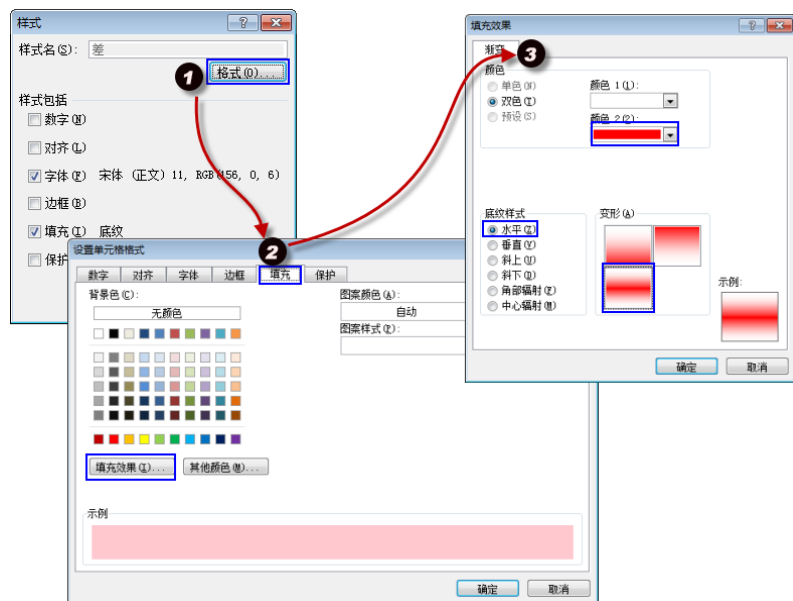 样式
样式名(S): 差
1
格式(O)...
样式包括
数字(N)
对齐(L)
字体(F) 宋体 (正文) 11, RGB(156, 0, 6)
边框(B)
填充(I) 底纹
保护
2
设置单元格格式
数字 对齐 字体 边框 填充 保护
背景色(C):
无颜色
图案颜色(A):
自动
图案样式(P):
填充效果(I)... 其他颜色(M)...
示例
确定 取消
填充效果
渐变
3
颜色
单色(N)
双色(T)
预设(S)
颜色 1(1):
颜色 2(2):
底纹样式
水平(Z)
垂直(V)
斜上(U)
斜下(D)
角部辐射(F)
中心辐射(M)
变形(A)
示例:
确定 取消